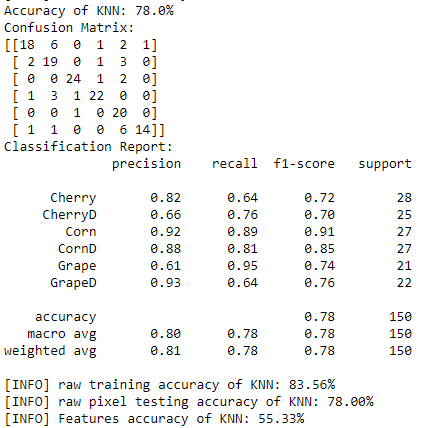 Accuracy of KNN: 78.0%
Confusion Matrix:
[[18  6  0  1  2  1]
 [ 2 19  0  1  3  0]
 [ 0  0 24  1  2  0]
 [ 1  3  1 22  0  0]
 [ 0  0  1  0 20  0]
 [ 1  1  0  0  6 14]]
Classification Report:
              precision    recall  f1-score   support
      Cherry       0.82      0.64      0.72        28
     CherryD       0.66      0.76      0.70        25
        Corn       0.92      0.89      0.91        27
       CornD       0.88      0.81      0.85        27
       Grape       0.61      0.95      0.74        21
      GrapeD       0.93      0.64      0.76        22
    accuracy                           0.78       150
   macro avg       0.80      0.78      0.78       150
weighted avg       0.81      0.78      0.78       150
[INFO] raw training accuracy of KNN: 83.56%
[INFO] raw pixel testing accuracy of KNN: 78.00%
[INFO] Features accuracy of KNN: 55.33%